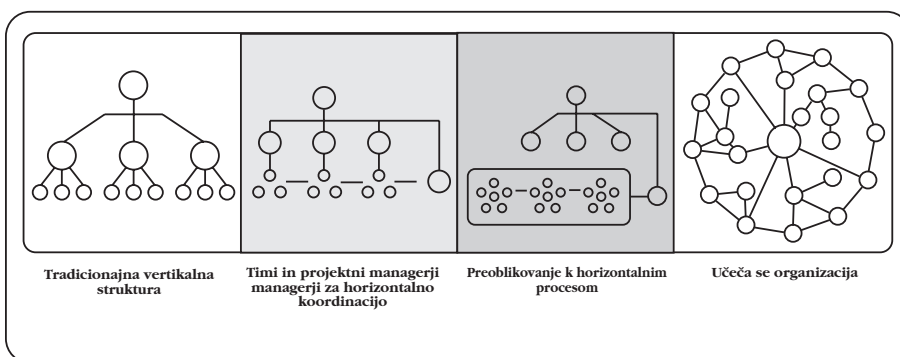 Tradicionajna vertikalna
struktura
Timi in projektni managerji
managerji za horizontalno
koordinacijo
Preoblikovanje k horizontalnim
procesom
Učeča se organizacija